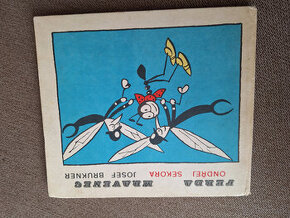 FERDA
MRAVENEC
ONDŘEJ SEKORA
JOSEF BRUKNER